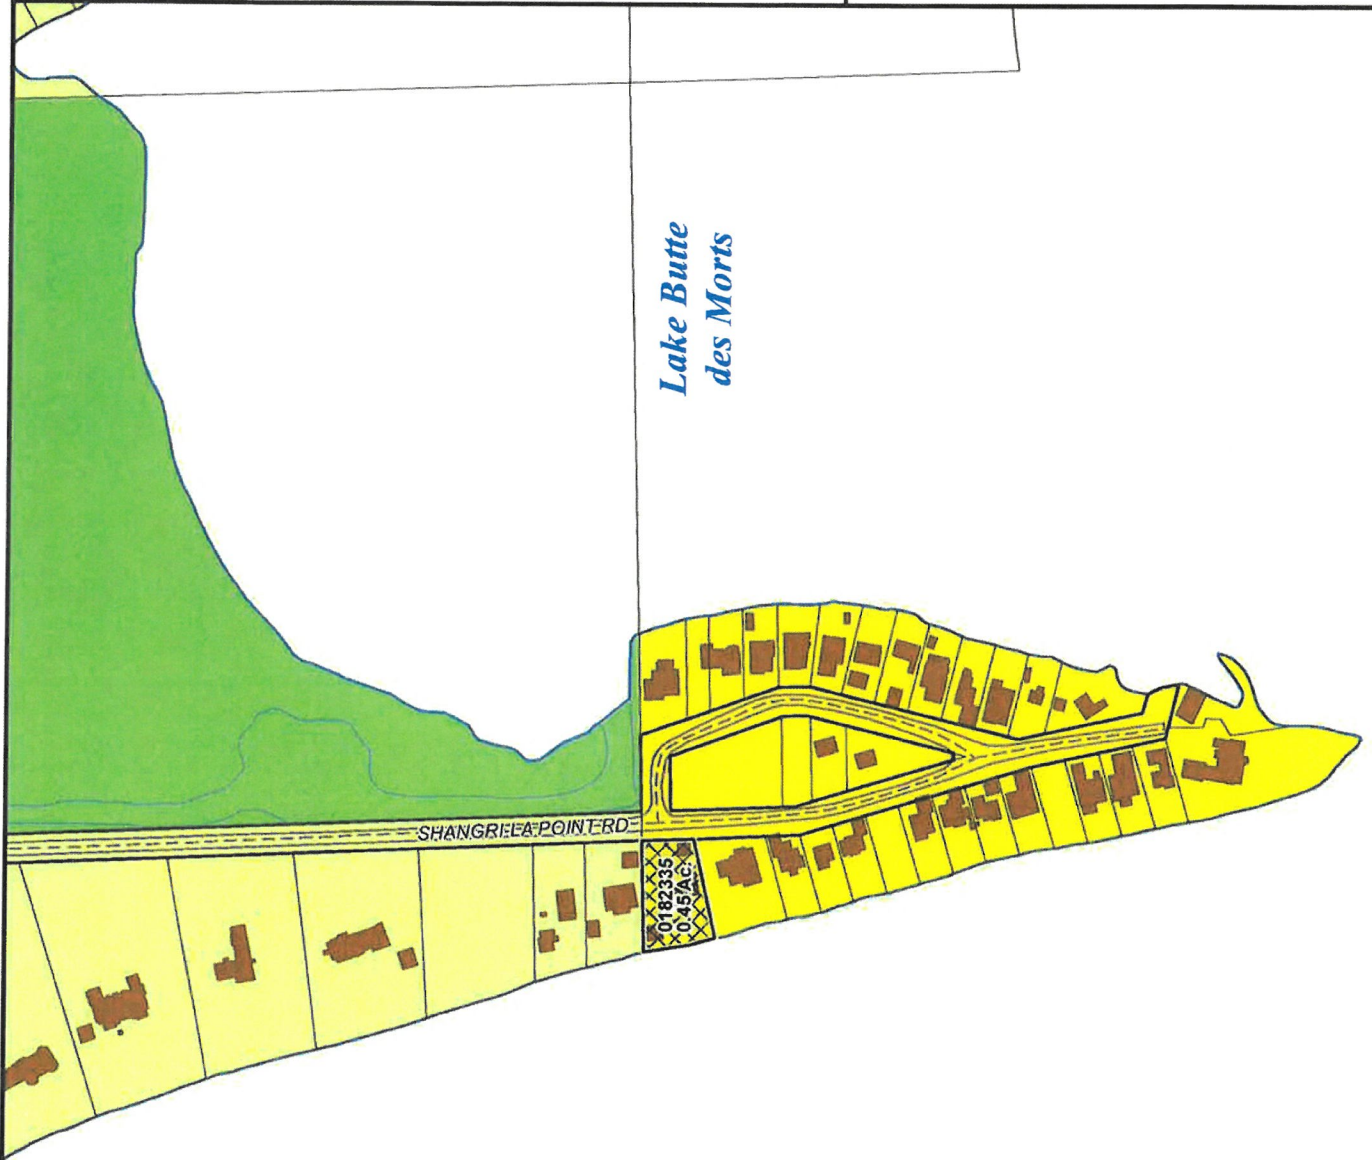 Lake Butte
des Morts
SHANGRI LA POINT RD
0182335
0.45 Ac.